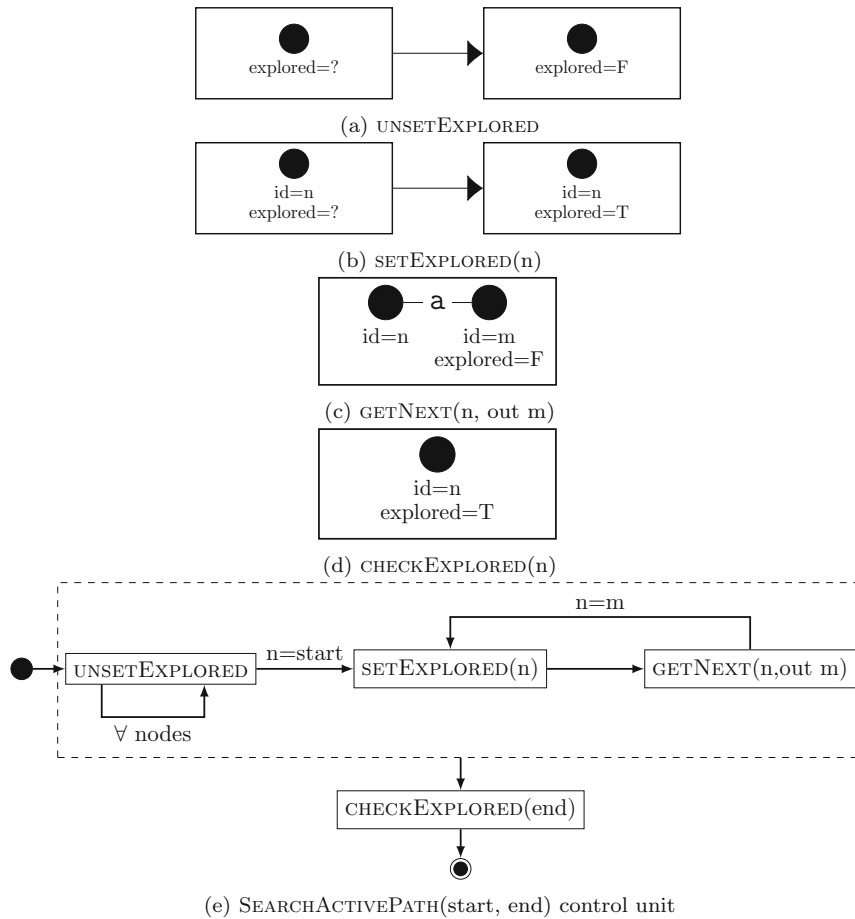 explored=? explored=F
(a) UNSETEXPLORED
id=n id=n
explored=? explored=T
(b) SETEXPLORED(n)
a
id=n id=m
explored=F
(c) GETNEXT(n, out m)
id=n
explored=T
(d) CHECKEXPLORED(n)
n=m
n=start
UNSETEXPLORED SETEXPLORED(n) GETNEXT(n,out m)
∀ nodes
CHECKEXPLORED(end)
(e) SEARCHACTIVEPATH(start, end) control unit